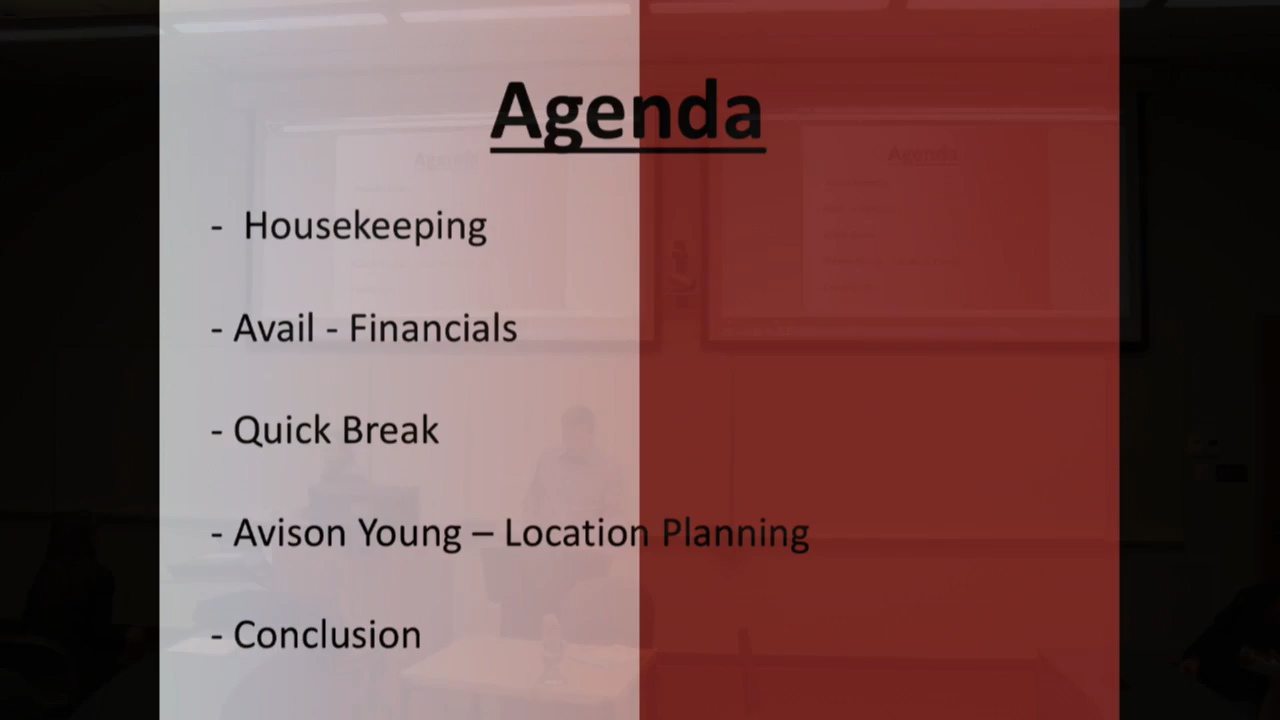 Agenda
- Housekeeping
- Avail - Financials
- Quick Break
- Avison Young – Location Planning
- Conclusion